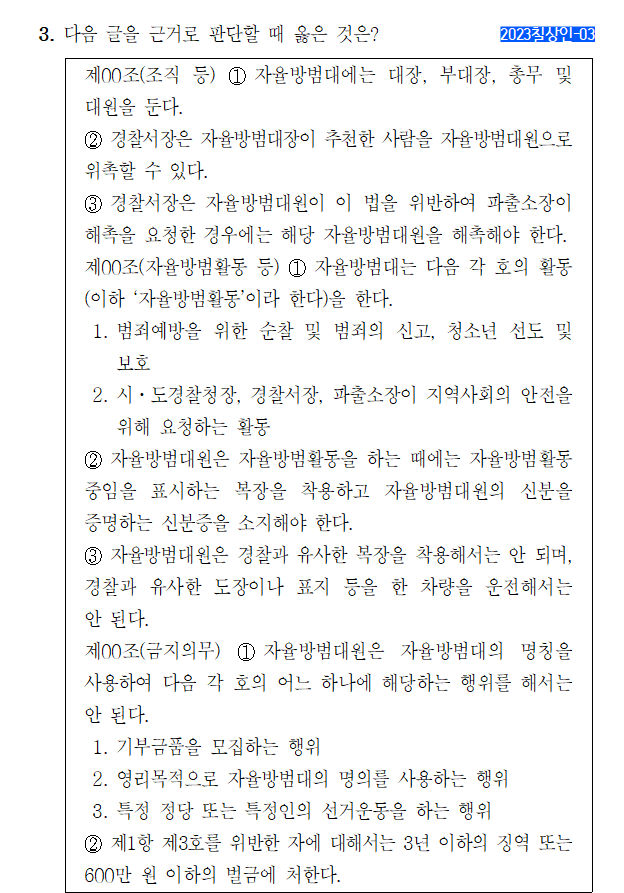 3. 다음 글을 근거로 판단할 때 옳은 것은?
2023칠상인-03
제00조(조직 등) ① 자율방범대에는 대장, 부대장, 총무 및
대원을 둔다.
② 경찰서장은 자율방범대장이 추천한 사람을 자율방범대원으로
위촉할 수 있다.
③ 경찰서장은 자율방범대원이 이 법을 위반하여 파출소장이
해촉을 요청한 경우에는 해당 자율방범대원을 해촉해야 한다.
제00조(자율방범활동 등) ① 자율방범대는 다음 각 호의 활동
(이하 ‘자율방범활동’이라 한다)을 한다.
1. 범죄예방을 위한 순찰 및 범죄의 신고, 청소년 선도 및
보호
2. 시・도경찰청장, 경찰서장, 파출소장이 지역사회의 안전을
위해 요청하는 활동
② 자율방범대원은 자율방범활동을 하는 때에는 자율방범활동
중임을 표시하는 복장을 착용하고 자율방범대원의 신분을
증명하는 신분증을 소지해야 한다.
③ 자율방범대원은 경찰과 유사한 복장을 착용해서는 안 되며,
경찰과 유사한 도장이나 표지 등을 한 차량을 운전해서는
안 된다.
제00조(금지의무) ① 자율방범대원은 자율방범대의 명칭을
사용하여 다음 각 호의 어느 하나에 해당하는 행위를 해서는
안 된다.
1. 기부금품을 모집하는 행위
2. 영리목적으로 자율방범대의 명의를 사용하는 행위
3. 특정 정당 또는 특정인의 선거운동을 하는 행위
② 제1항 제3호를 위반한 자에 대해서는 3년 이하의 징역 또는
600만 원 이하의 벌금에 처한다.